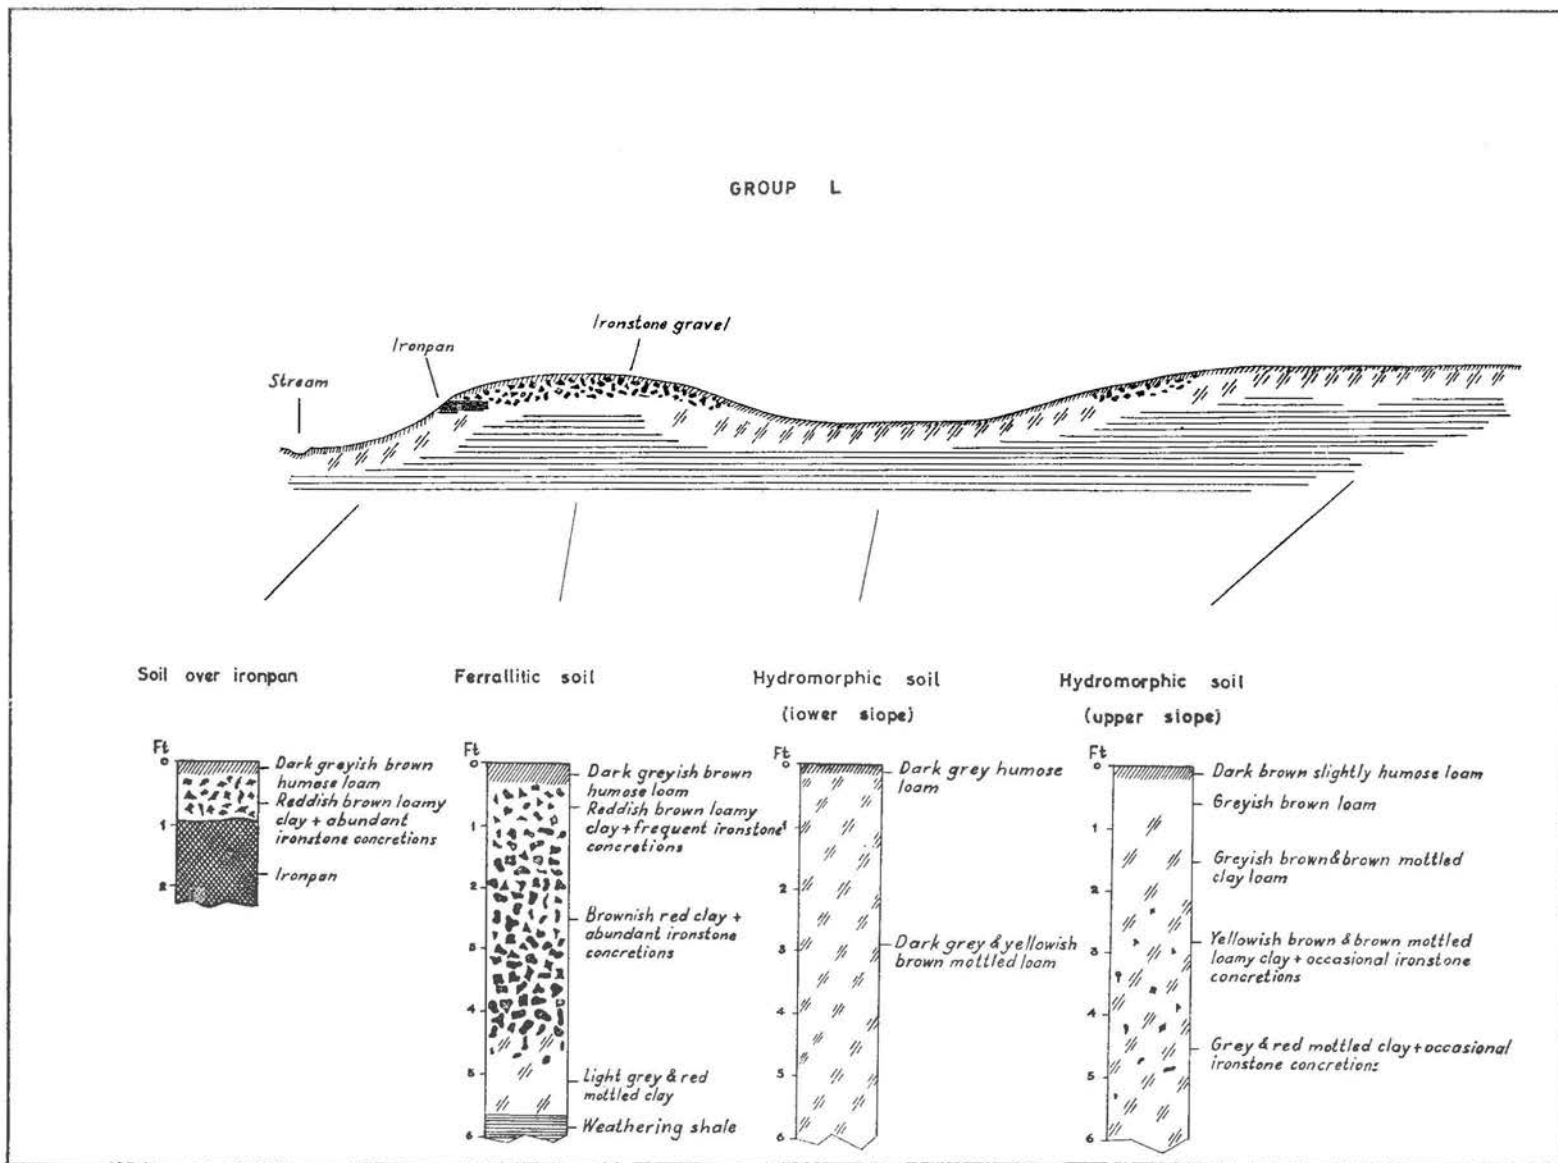 GROUP L
Ironstone gravel
Ironpan
Stream
Soil over ironpan
Ft
0
1
2
Dark greyish brown
humose loam
Reddish brown loamy
clay + abundant
ironstone concretions
Ironpan
Ferrallitic soil
Ft
0
1
2
3
4
5
6
Dark greyish brown
humose loam
Reddish brown loamy
clay + frequent ironstone
concretions
Brownish red clay +
abundant ironstone
concretions
Light grey & red
mottled clay
Weathering shale
Hydromorphic soil
(lower slope)
0
1
2
3
4
5
6
Dark grey humose
loam
Dark grey & yellowish
brown mottled loam
Hydromorphic soil
(upper slope)
Ft
0
1
2
3
4
5
6
Dark brown slightly humose loam
Greyish brown loam
Greyish brown & brown mottled
clay loam
Yellowish brown & brown mottled
loamy clay + occasional ironstone
concretions
Grey & red mottled clay + occasional
ironstone concretions